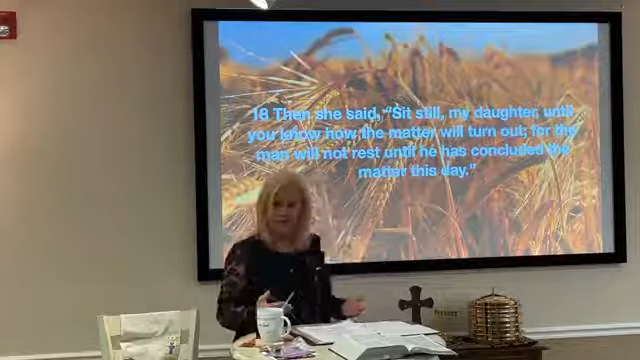 18 Then she said, “Sit still, my daughter, until
you know how the matter will turn out; for the
man will not rest until he has concluded the
matter this day.”